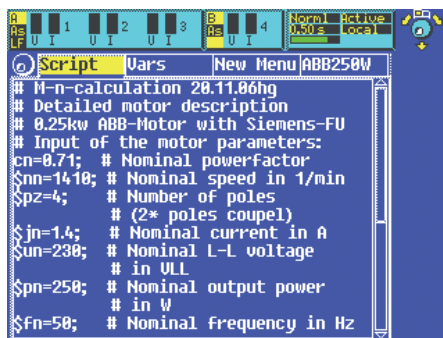 A As LF U I 1 U I 2 U I 3 B As U I 4 Norml Active
0.50 s Local
Script Vars New Menu ABB250W
# M-n-calculation 20.11.06hg
# Detailed motor description
# 0.25kw ABB-Motor with Siemens-FU
# Input of the motor parameters:
cn=0.71; # Nominal powerfactor
$nn=1410; # Nominal speed in 1/min
$pz=4; # Number of poles
# (2* poles coupel)
$jn=1.4; # Nominal current in A
$un=230; # Nominal L-L voltage
# in VLL
$pn=250; # Nominal output power
# in W
$fn=50; # Nominal frequency in Hz